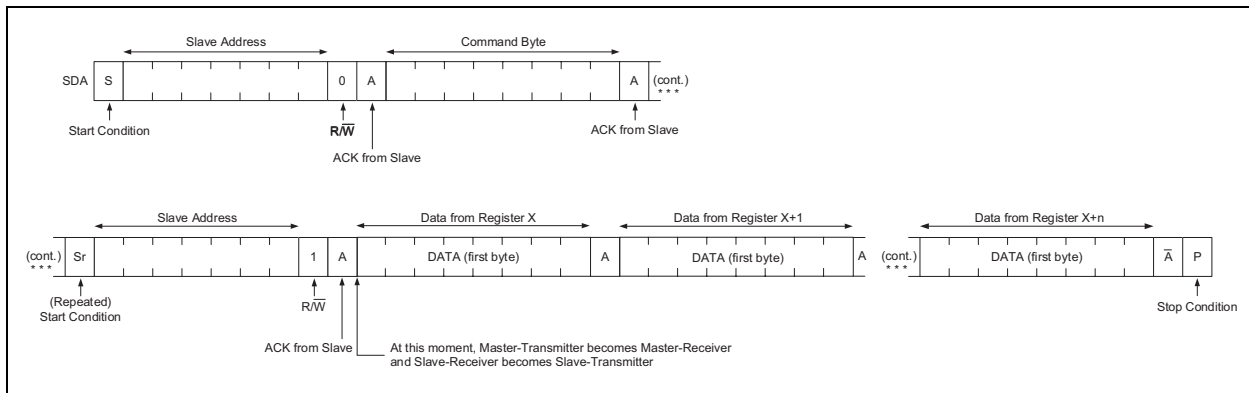 Slave Address Command Byte
SDA S 0 A A (cont.)
* * *
Start Condition R/W̅ ACK from Slave
ACK from Slave
Slave Address Data from Register X Data from Register X+1 Data from Register X+n
(cont.) Sr 1 A DATA (first byte) A DATA (first byte) A (cont.) DATA (first byte) A̅ P
* * * * * *
(Repeated) R/W̅ Stop Condition
Start Condition
ACK from Slave At this moment, Master-Transmitter becomes Master-Receiver
and Slave-Receiver becomes Slave-Transmitter